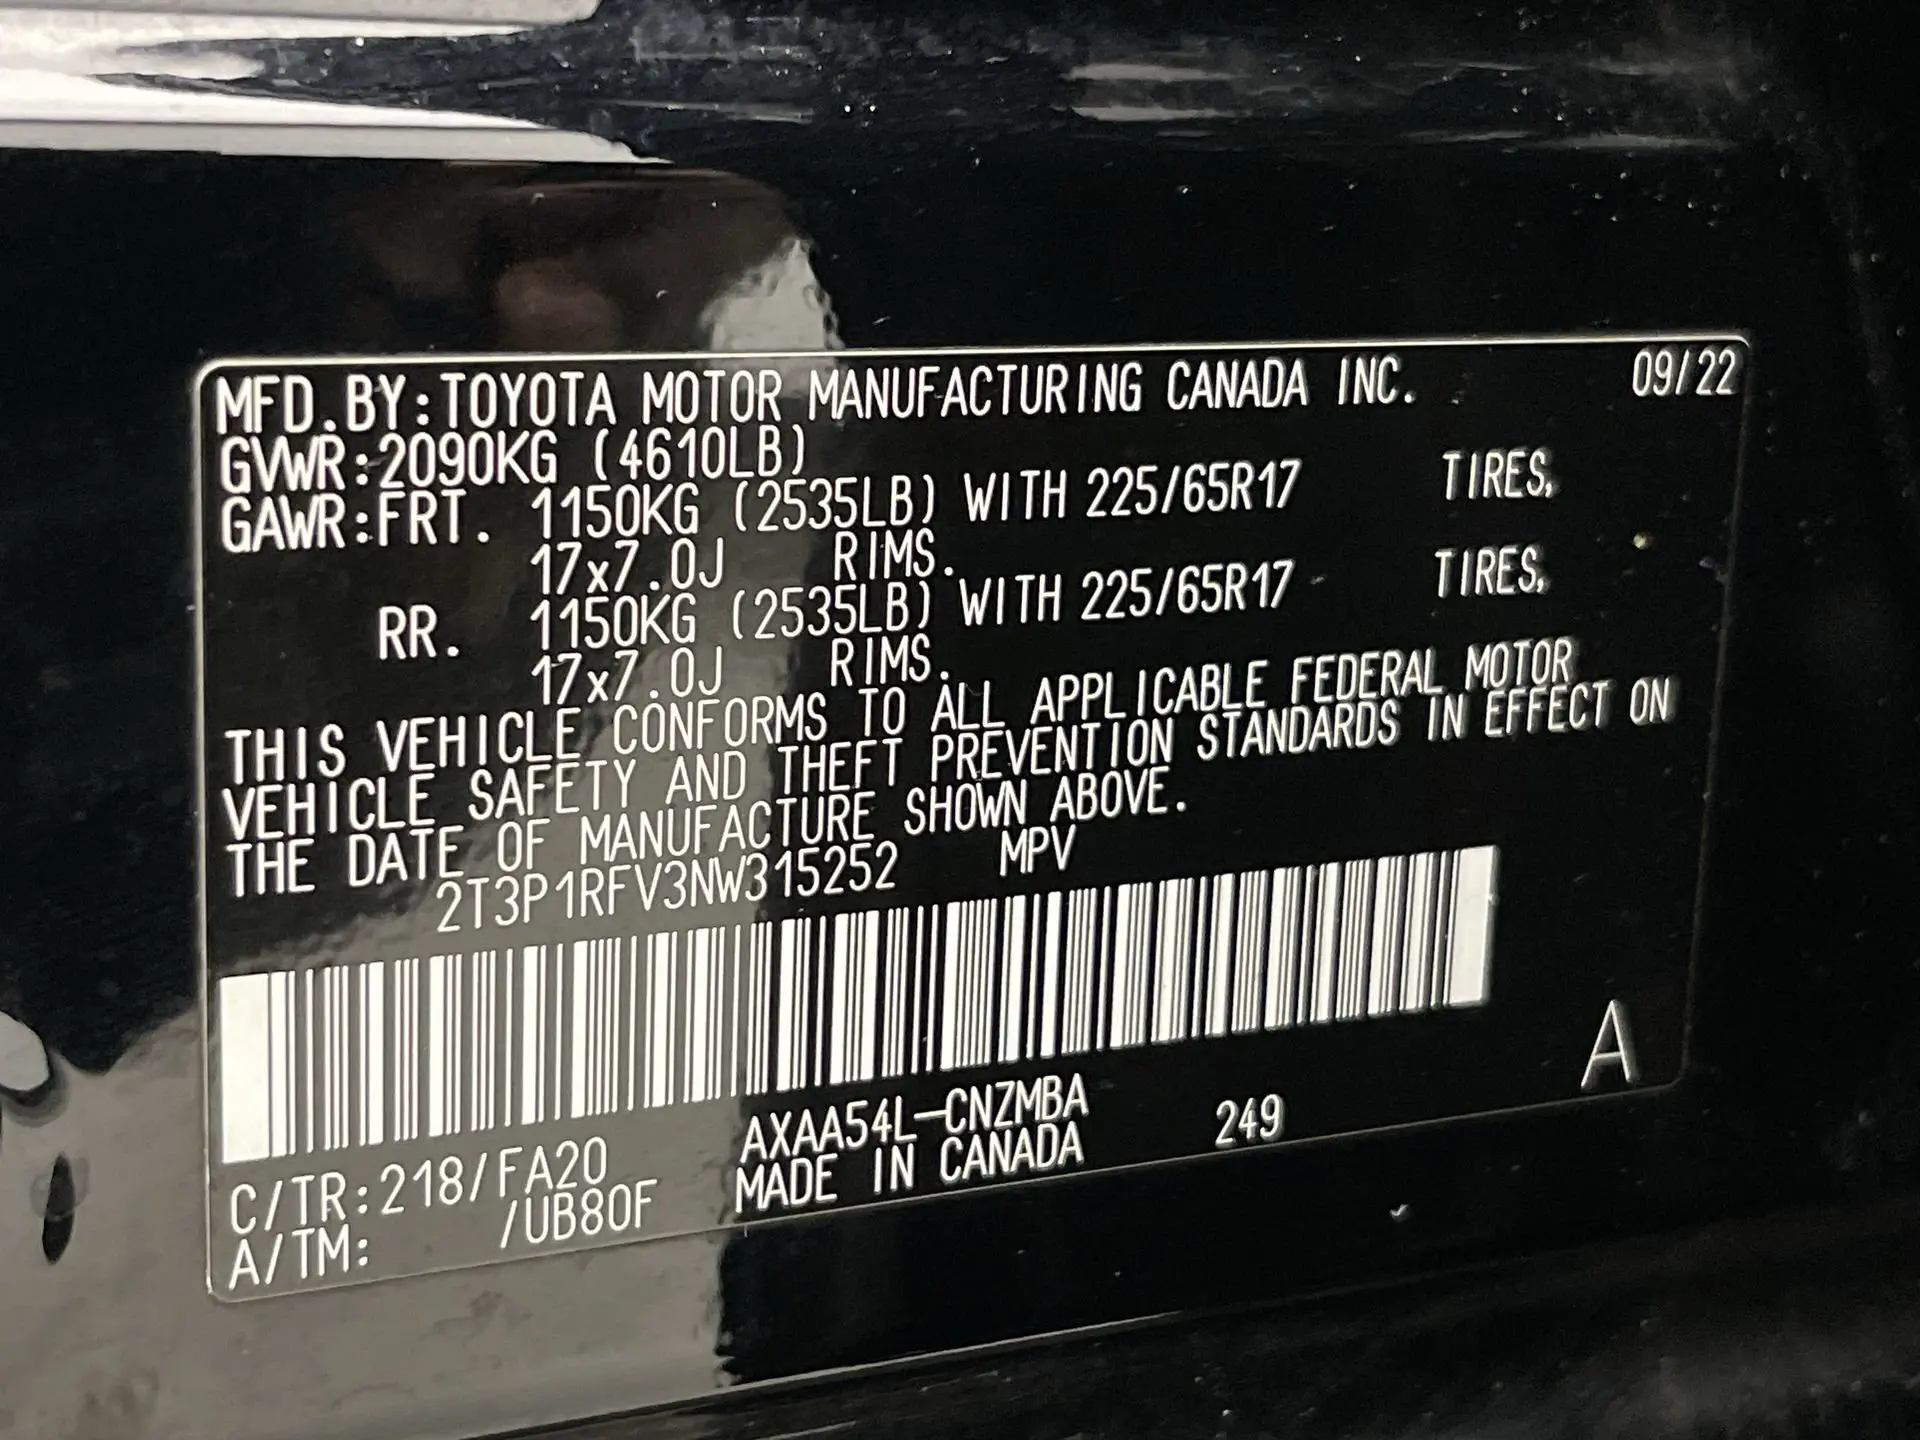 MFD.BY:TOYOTA MOTOR MANUFACTURING CANADA INC. 09/22
GVWR:2090KG (4610LB)
GAWR:FRT. 1150KG (2535LB) WITH 225/65R17 TIRES,
17x7.0J RIMS.
RR. 1150KG (2535LB) WITH 225/65R17 TIRES,
17x7.0J RIMS.
THIS VEHICLE CONFORMS TO ALL APPLICABLE FEDERAL MOTOR
VEHICLE SAFETY AND THEFT PREVENTION STANDARDS IN EFFECT ON
THE DATE OF MANUFACTURE SHOWN ABOVE.
2T3P1RFV3NW315252 MPV
A
C/TR:218/FA20 AXAA54L-CNZMBA 249
A/TM: /UB80F MADE IN CANADA